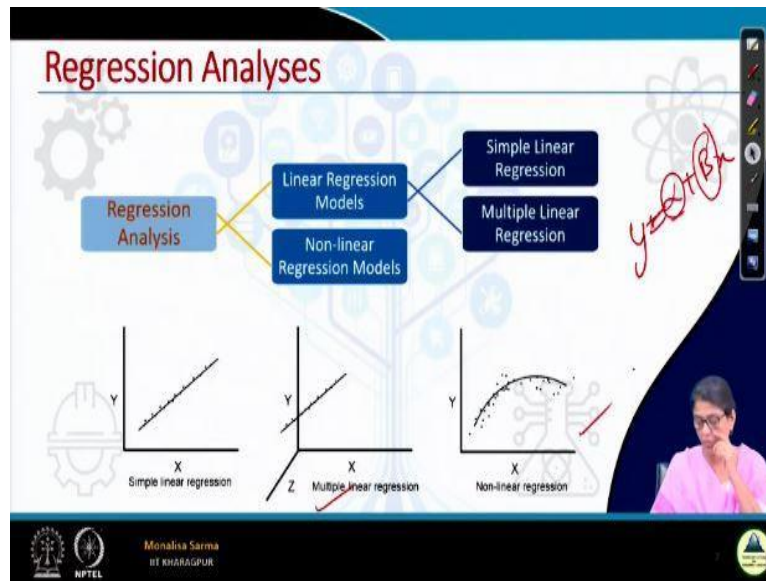 Regression Analyses
Regression
Analysis
Linear Regression
Models
Non-linear
Regression Models
Simple Linear
Regression
Multiple Linear
Regression
y = α + βx
Y
X
Simple linear regression
Y
X
Z
Multiple linear regression
Y
X
Non-linear regression
NPTEL
Monalisa Sarma
IIT KHARAGPUR